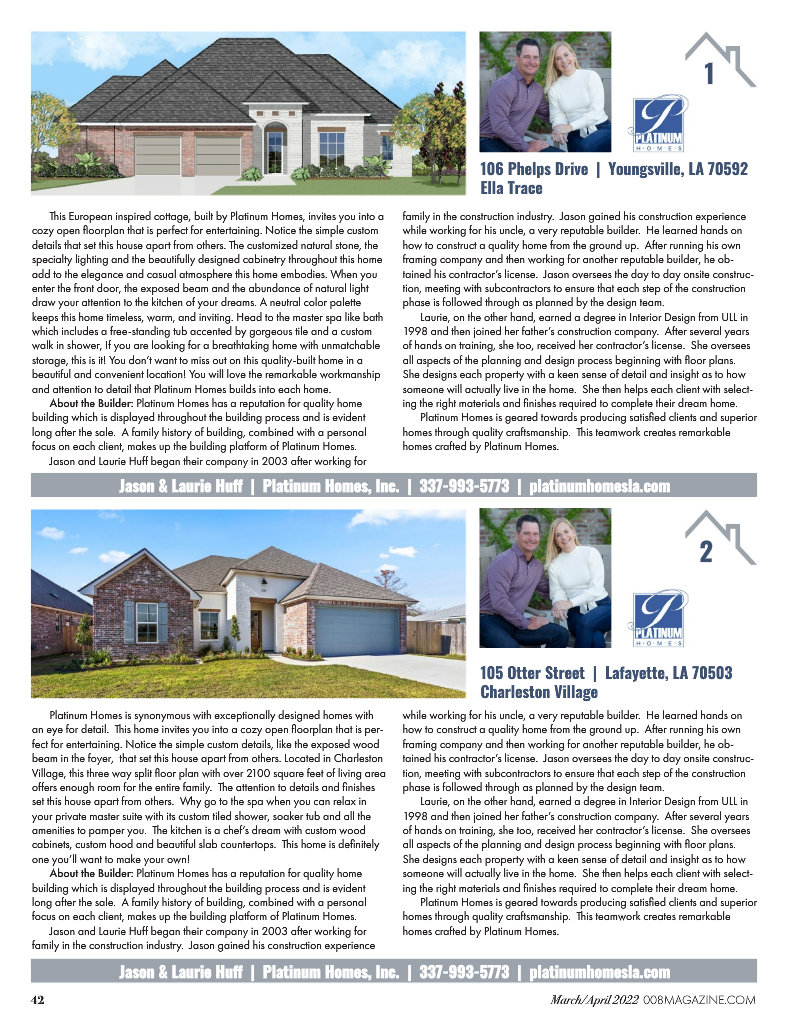 1
PLATINUM
H·O·M·E·S
106 Phelps Drive | Youngsville, LA 70592
Ella Trace
This European inspired cottage, built by Platinum Homes, invites you into a
cozy open floorplan that is perfect for entertaining. Notice the simple custom
details that set this house apart from others. The customized natural stone, the
specialty lighting and the beautifully designed cabinetry throughout this home
add to the elegance and casual atmosphere this home embodies. When you
enter the front door, the exposed beam and the abundance of natural light
draw your attention to the kitchen of your dreams. A neutral color palette
keeps this home timeless, warm, and inviting. Head to the master spa like bath
which includes a free-standing tub accented by gorgeous tile and a custom
walk in shower, If you are looking for a breathtaking home with unmatchable
storage, this is it! You don't want to miss out on this quality-built home in a
beautiful and convenient location! You will love the remarkable workmanship
and attention to detail that Platinum Homes builds into each home.
About the Builder: Platinum Homes has a reputation for quality home
building which is displayed throughout the building process and is evident
long after the sale. A family history of building, combined with a personal
focus on each client, makes up the building platform of Platinum Homes.
Jason and Laurie Huff began their company in 2003 after working for
family in the construction industry. Jason gained his construction experience
while working for his uncle, a very reputable builder. He learned hands on
how to construct a quality home from the ground up. After running his own
framing company and then working for another reputable builder, he ob-
tained his contractor's license. Jason oversees the day to day onsite construc-
tion, meeting with subcontractors to ensure that each step of the construction
phase is followed through as planned by the design team.
Laurie, on the other hand, earned a degree in Interior Design from ULL in
1998 and then joined her father's construction company. After several years
of hands on training, she too, received her contractor's license. She oversees
all aspects of the planning and design process beginning with floor plans.
She designs each property with a keen sense of detail and insight as to how
someone will actually live in the home. She then helps each client with select-
ing the right materials and finishes required to complete their dream home.
Platinum Homes is geared towards producing satisfied clients and superior
homes through quality craftsmanship. This teamwork creates remarkable
homes crafted by Platinum Homes.
Jason & Laurie Huff | Platinum Homes, Inc. | 337-993-5773 | platinumhomesla.com
2
PLATINUM
H·O·M·E·S
105 Otter Street | Lafayette, LA 70503
Charleston Village
Platinum Homes is synonymous with exceptionally designed homes with
an eye for detail. This home invites you into a cozy open floorplan that is per-
fect for entertaining. Notice the simple custom details, like the exposed wood
beam in the foyer, that set this house apart from others. Located in Charleston
Village, this three way split floor plan with over 2100 square feet of living area
offers enough room for the entire family. The attention to details and finishes
set this house apart from others. Why go to the spa when you can relax in
your private master suite with its custom tiled shower, soaker tub and all the
amenities to pamper you. The kitchen is a chef's dream with custom wood
cabinets, custom hood and beautiful slab countertops. This home is definitely
one you'll want to make your own!
About the Builder: Platinum Homes has a reputation for quality home
building which is displayed throughout the building process and is evident
long after the sale. A family history of building, combined with a personal
focus on each client, makes up the building platform of Platinum Homes.
Jason and Laurie Huff began their company in 2003 after working for
family in the construction industry. Jason gained his construction experience
while working for his uncle, a very reputable builder. He learned hands on
how to construct a quality home from the ground up. After running his own
framing company and then working for another reputable builder, he ob-
tained his contractor's license. Jason oversees the day to day onsite construc-
tion, meeting with subcontractors to ensure that each step of the construction
phase is followed through as planned by the design team.
Laurie, on the other hand, earned a degree in Interior Design from ULL in
1998 and then joined her father's construction company. After several years
of hands on training, she too, received her contractor's license. She oversees
all aspects of the planning and design process beginning with floor plans.
She designs each property with a keen sense of detail and insight as to how
someone will actually live in the home. She then helps each client with select-
ing the right materials and finishes required to complete their dream home.
Platinum Homes is geared towards producing satisfied clients and superior
homes through quality craftsmanship. This teamwork creates remarkable
homes crafted by Platinum Homes.
Jason & Laurie Huff | Platinum Homes, Inc. | 337-993-5773 | platinumhomesla.com
42
March/April 2022 008MAGAZINE.COM